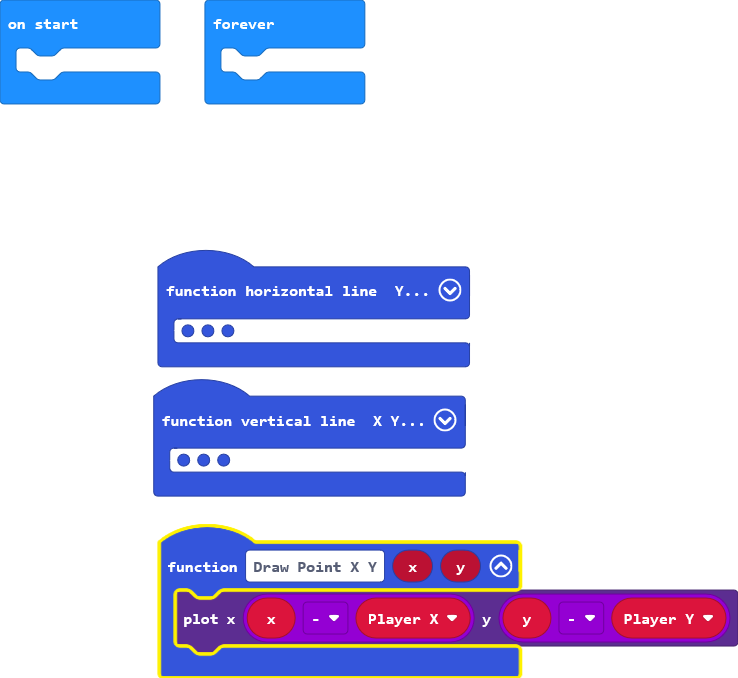 on start
forever
function horizontal line Y...
function vertical line X Y...
function Draw Point X Y x y
plot x x - Player X y y - Player Y